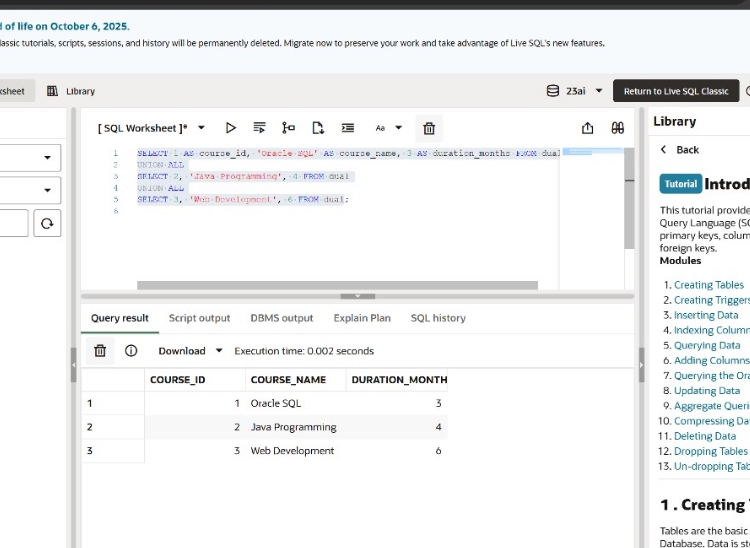 d of life on October 6, 2025.
lassic tutorials, scripts, sessions, and history will be permanently deleted. Migrate now to preserve your work and take advantage of Live SQL's new features.
ksheet
Library
23ai
Return to Live SQL Classic
[ SQL Worksheet ]*
Aa
1 SELECT 1 AS course_id, 'Oracle SQL' AS course_name, 3 AS duration_months FROM dual
2 UNION ALL
3 SELECT 2, 'Java Programming', 4 FROM dual
4 UNION ALL
5 SELECT 3, 'Web Development', 6 FROM dual;
6
Query result Script output DBMS output Explain Plan SQL history
Download Execution time: 0.002 seconds
COURSE_ID COURSE_NAME DURATION_MONTH
1 1 Oracle SQL 3
2 2 Java Programming 4
3 3 Web Development 6
Library
Back
Tutorial Introd
This tutorial provide
Query Language (SQ
primary keys, colum
foreign keys.
Modules
1. Creating Tables
2. Creating Triggers
3. Inserting Data
4. Indexing Column
5. Querying Data
6. Adding Columns
7. Querying the Ora
8. Updating Data
9. Aggregate Queri
10. Compressing Da
11. Deleting Data
12. Dropping Tables
13. Un-dropping Tab
1. Creating
Tables are the basic
Database. Data is st